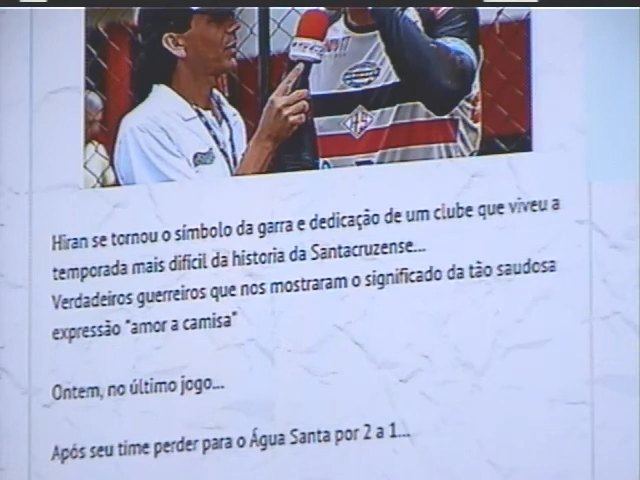 Hiran se tornou o símbolo da garra e dedicação de um clube que viveu a
temporada mais difícil da historia da Santacruzense...
Verdadeiros guerreiros que nos mostraram o significado da tão saudosa
expressão "amor a camisa"
Ontem, no último jogo...
Após seu time perder para o Água Santa por 2 a 1...